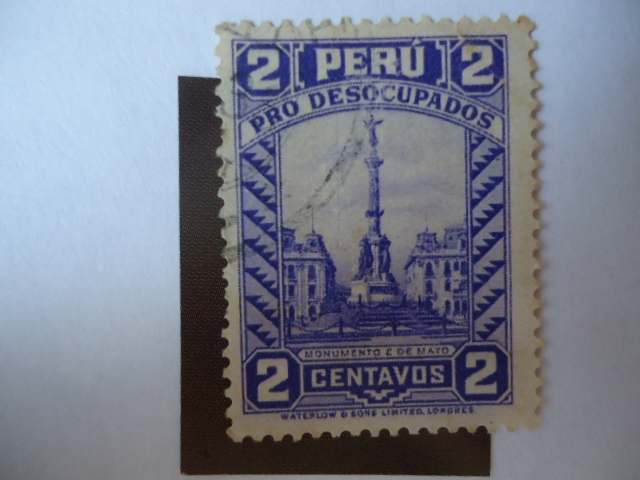 2 PERÚ 2
PRO DESOCUPADOS
MONUMENTO 2 DE MAYO
2 CENTAVOS 2
WATERLOW & SONS LIMITED, LONDRES.